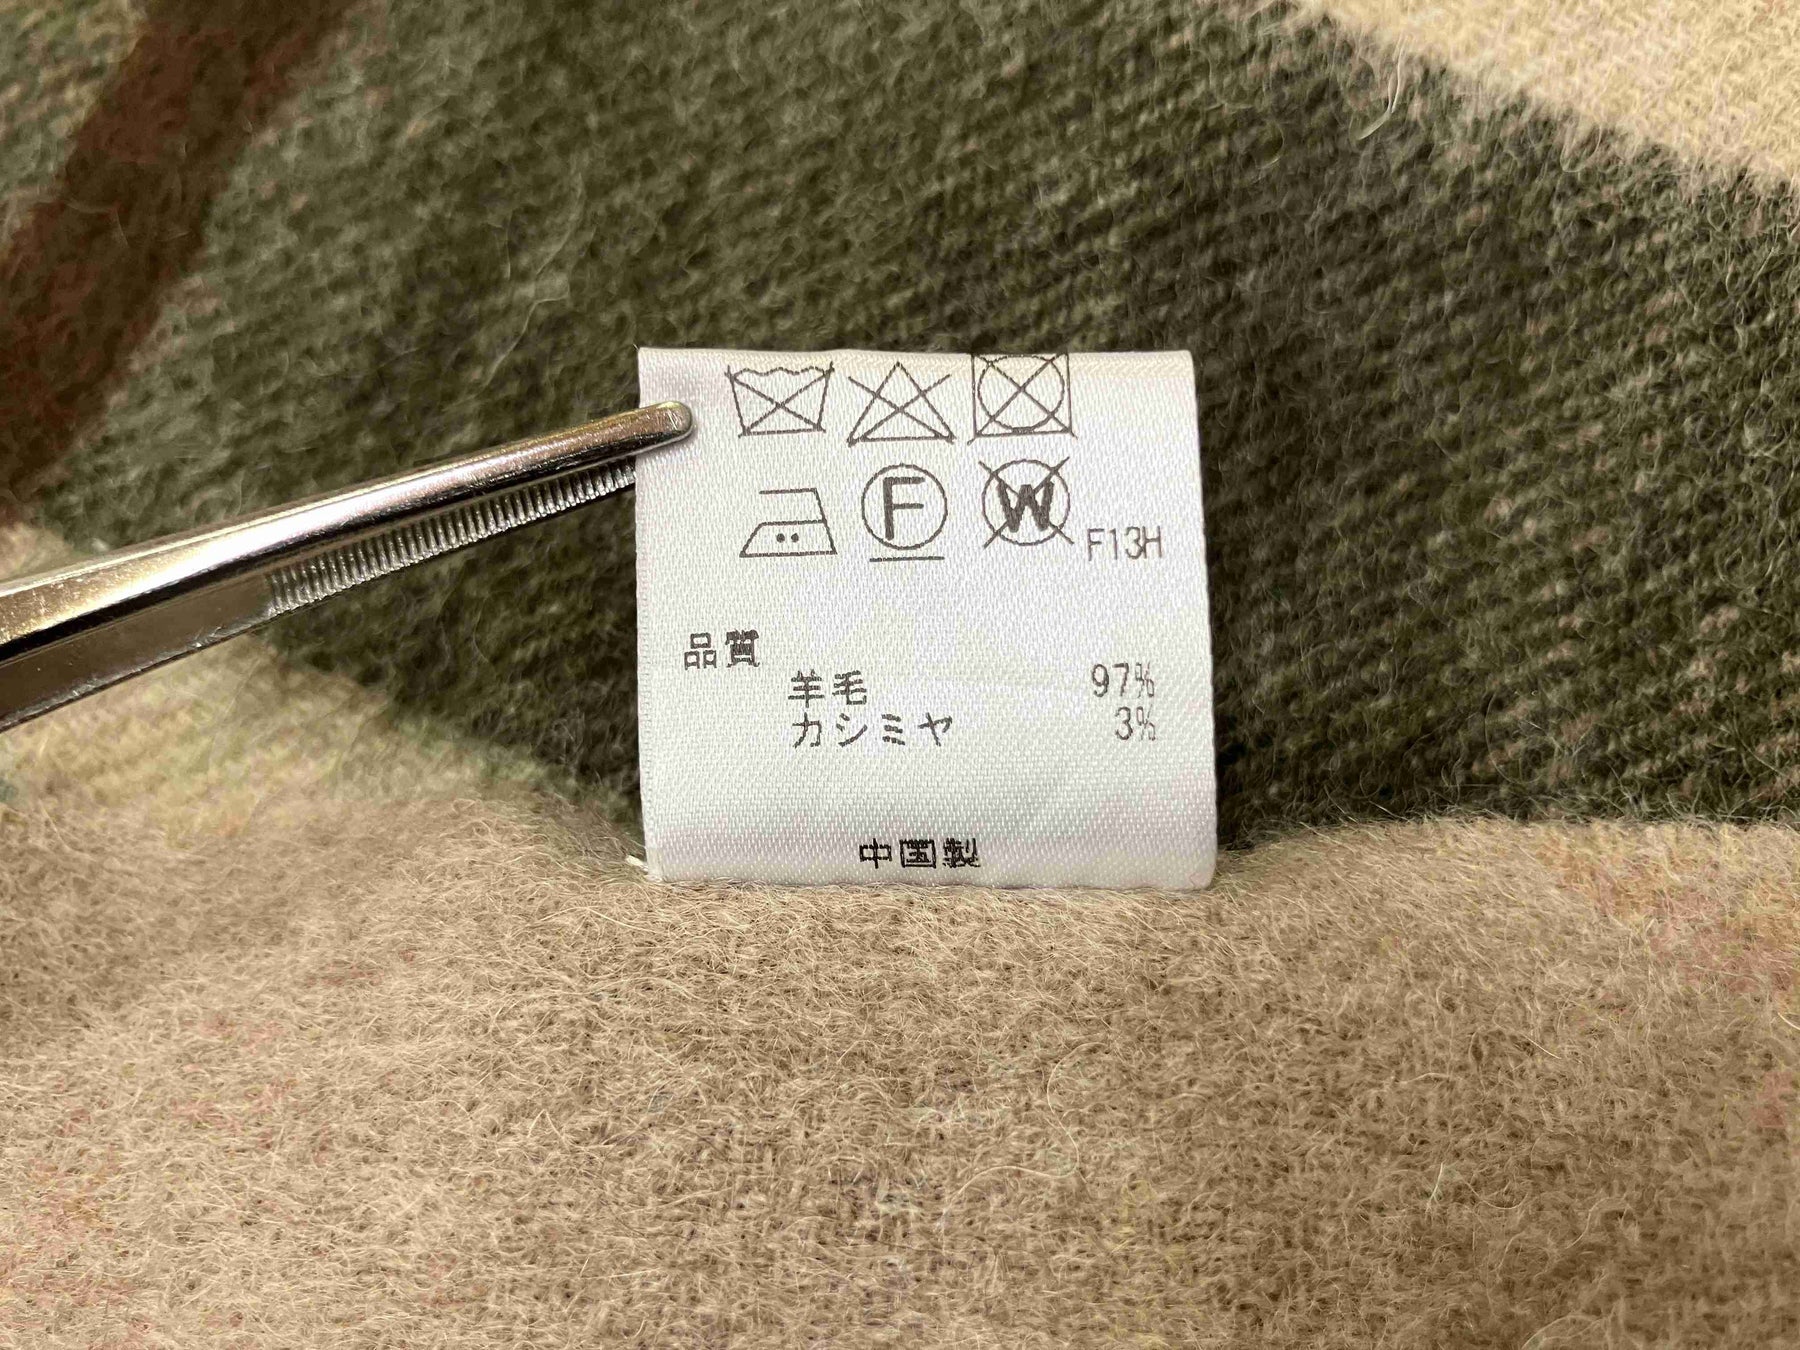 F W F13H
品質
羊毛 97%
カシミヤ 3%
中国製